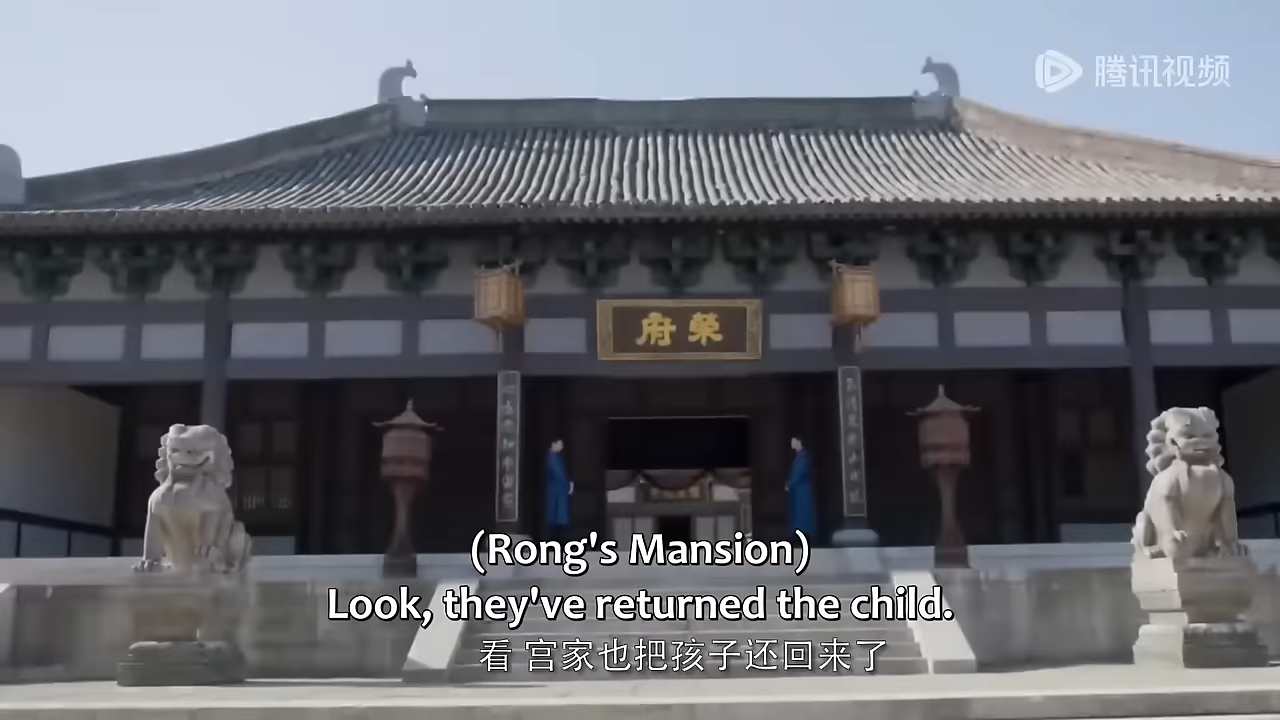 腾讯视频
府榮
(Rong's Mansion)
Look, they've returned the child.
看 宫家也把孩子还回来了